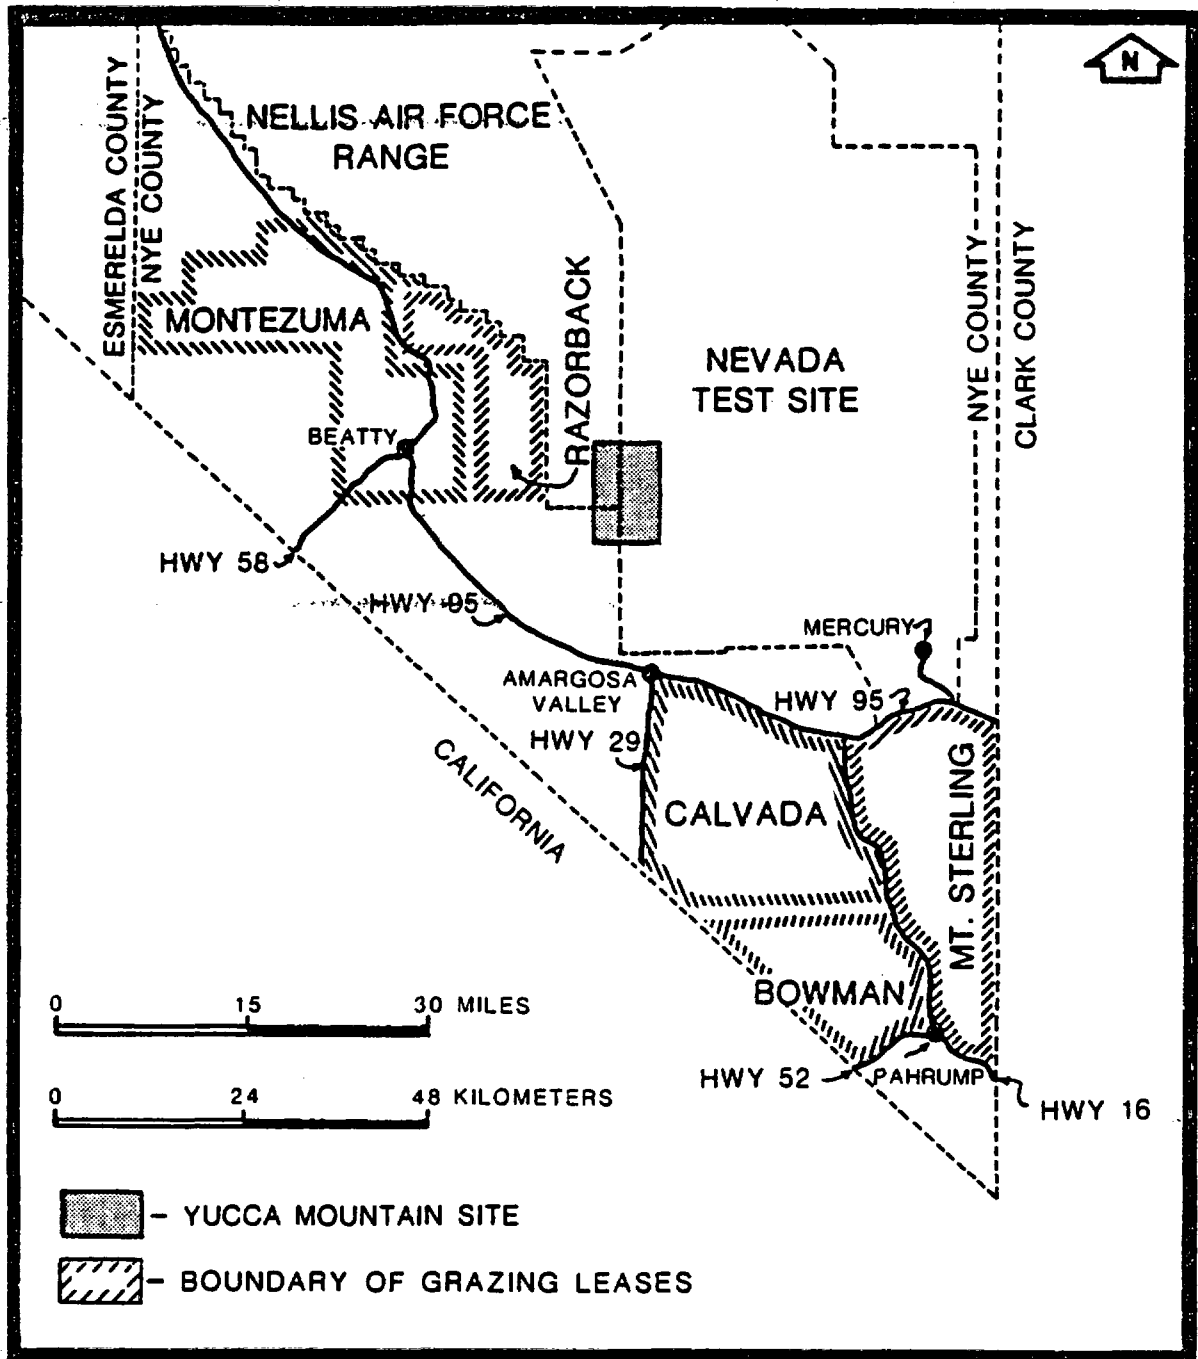 N
NELLIS AIR FORCE
RANGE
ESMERELDA COUNTY
NYE COUNTY
MONTEZUMA
RAZORBACK
NEVADA
TEST SITE
NYE COUNTY
CLARK COUNTY
BEATTY
HWY 58
HWY 95
MERCURY
AMARGOSA
VALLEY
HWY 95
HWY 29
CALIFORNIA
CALVADA
MT. STERLING
BOWMAN
0 15 30 MILES
HWY 52
PAHRUMP
0 24 48 KILOMETERS
HWY 16
- YUCCA MOUNTAIN SITE
- BOUNDARY OF GRAZING LEASES